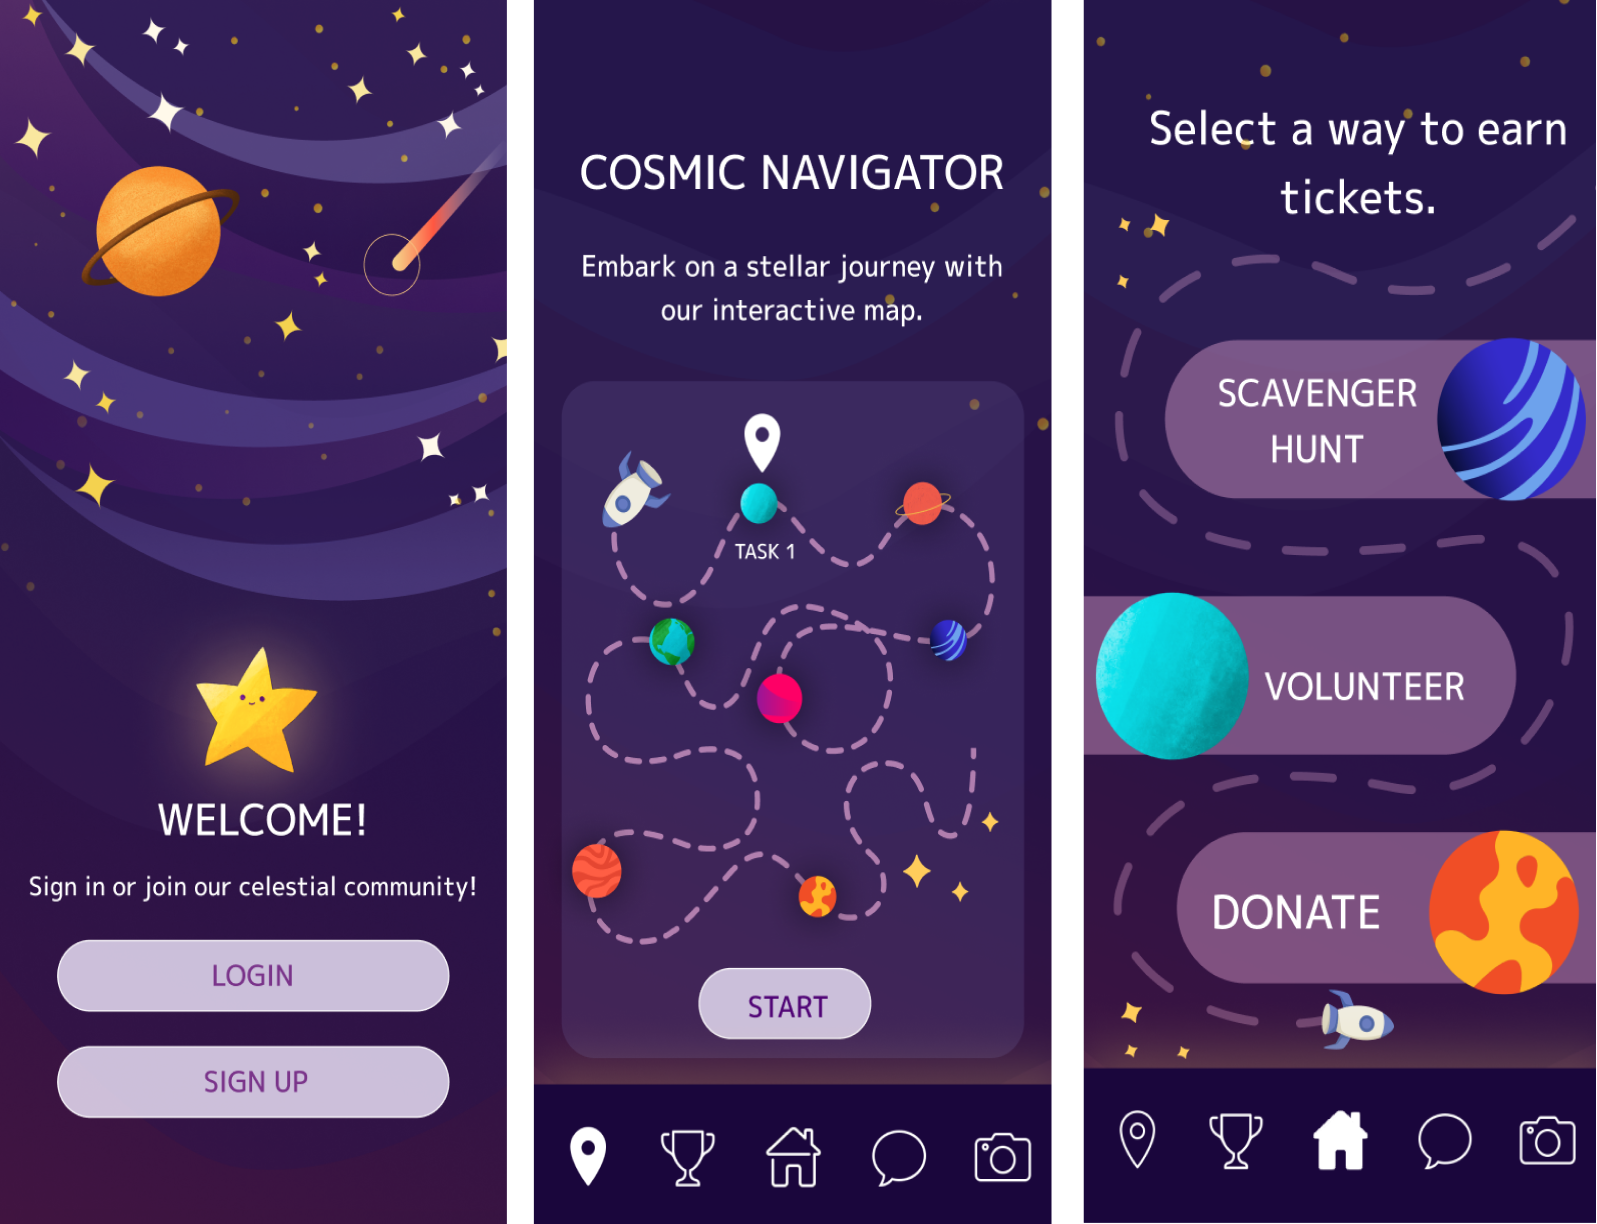 WELCOME!
Sign in or join our celestial community!
LOGIN
SIGN UP
COSMIC NAVIGATOR
Embark on a stellar journey with
our interactive map.
TASK 1
START
Select a way to earn
tickets.
SCAVENGER
HUNT
VOLUNTEER
DONATE